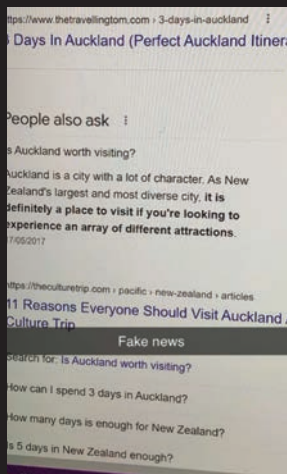 ttps://www.thetravellingtom.com › 3-days-in-auckland
Days In Auckland (Perfect Auckland Itiner
People also ask
s Auckland worth visiting?
Auckland is a city with a lot of character. As New
Zealand's largest and most diverse city, it is
definitely a place to visit if you're looking to
experience an array of different attractions.
17/05/2017
https://theculturetrip.com › pacific › new-zealand › articles
11 Reasons Everyone Should Visit Auckland
Culture Trip
Fake news
Search for: Is Auckland worth visiting?
How can I spend 3 days in Auckland?
How many days is enough for New Zealand?
Is 5 days in New Zealand enough?